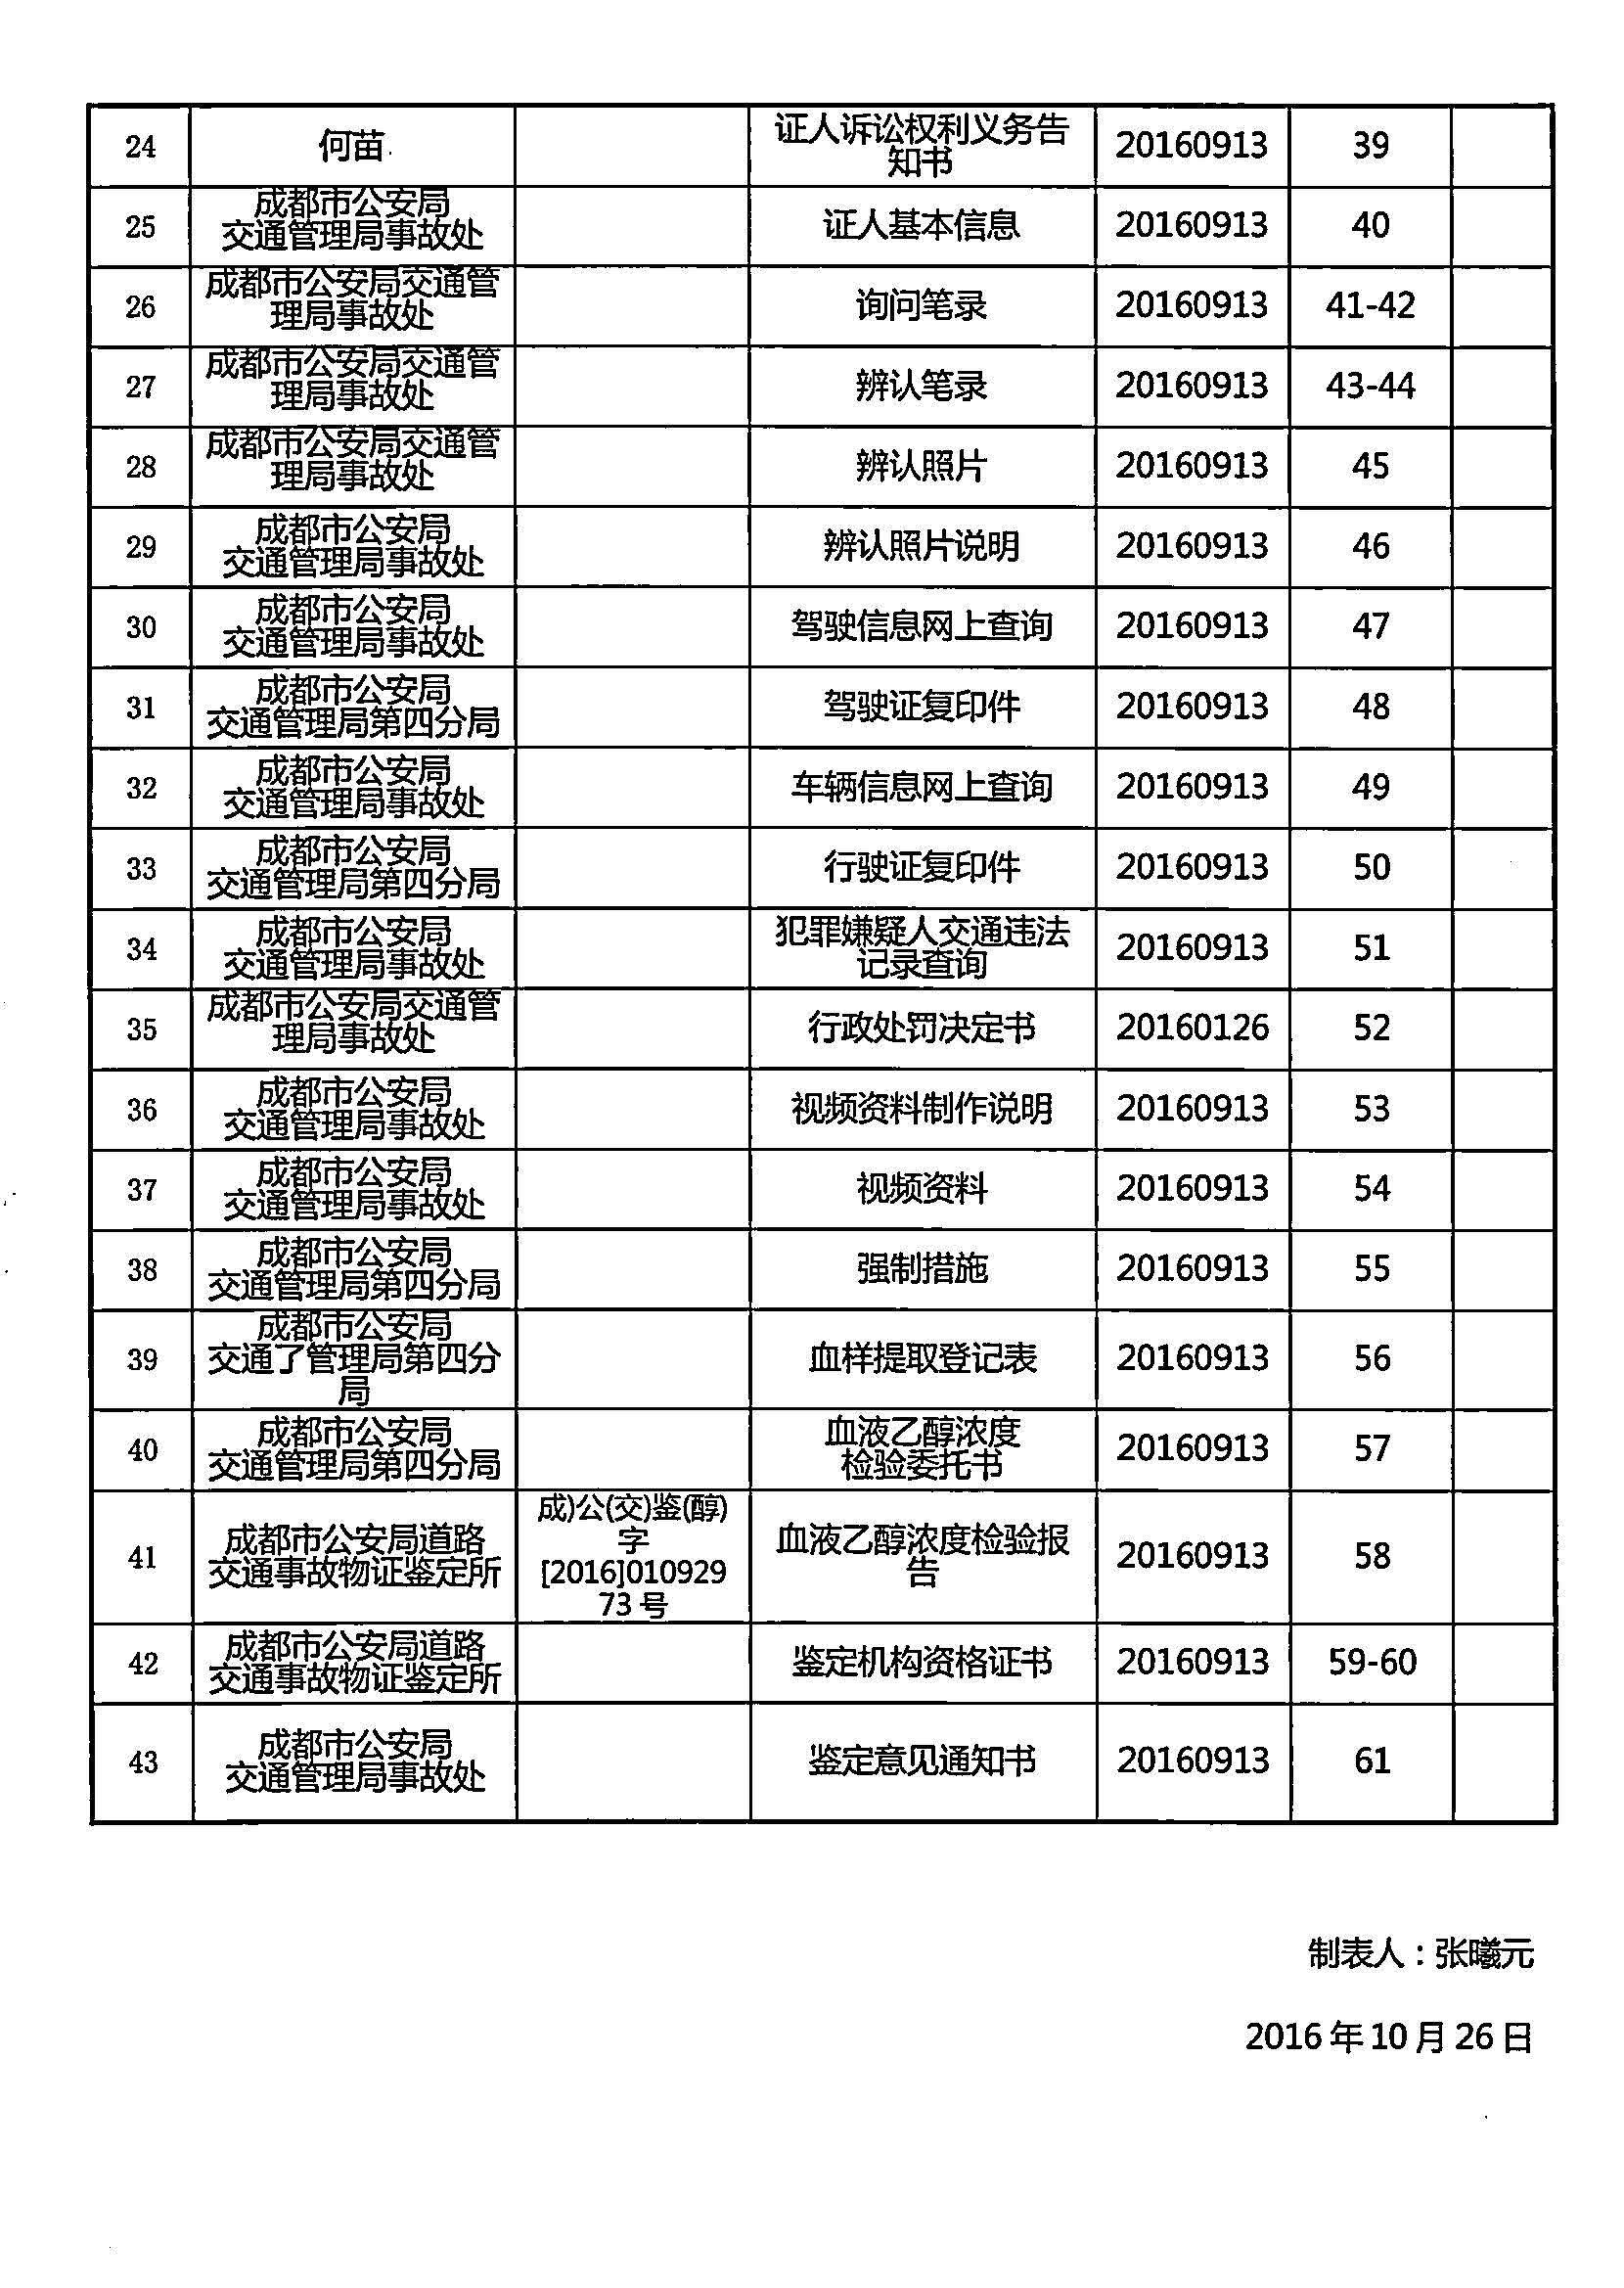 24 何苗 证人诉讼权利义务告 20160913 39
知书
25 成都市公安局 证人基本信息 20160913 40
交通管理局事故处
26 成都市公安局交通管 询问笔录 20160913 41-42
理局事故处
27 成都市公安局交通管 辨认笔录 20160913 43-44
理局事故处
28 成都市公安局交通管 辨认照片 20160913 45
理局事故处
29 成都市公安局 辨认照片说明 20160913 46
交通管理局事故处
30 成都市公安局 驾驶信息网上查询 20160913 47
交通管理局事故处
31 成都市公安局 驾驶证复印件 20160913 48
交通管理局第四分局
32 成都市公安局 车辆信息网上查询 20160913 49
交通管理局事故处
33 成都市公安局 行驶证复印件 20160913 50
交通管理局第四分局
34 成都市公安局 犯罪嫌疑人交通违法 20160913 51
交通管理局事故处 记录查询
35 成都市公安局交通管 行政处罚决定书 20160126 52
理局事故处
36 成都市公安局 视频资料制作说明 20160913 53
交通管理局事故处
37 成都市公安局 视频资料 20160913 54
交通管理局事故处
38 成都市公安局 强制措施 20160913 55
交通管理局第四分局
39 成都市公安局 血样提取登记表 20160913 56
交通了管理局第四分
局
40 成都市公安局 血液乙醇浓度 20160913 57
交通管理局第四分局 检验委托书
41 成都市公安局道路 成)公(交)鉴(醇) 血液乙醇浓度检验报 20160913 58
交通事故物证鉴定所 字 告
[2016]010929
73 号
42 成都市公安局道路 鉴定机构资格证书 20160913 59-60
交通事故物证鉴定所
43 成都市公安局 鉴定意见通知书 20160913 61
交通管理局事故处
制表人：张曦元
2016 年 10 月 26 日